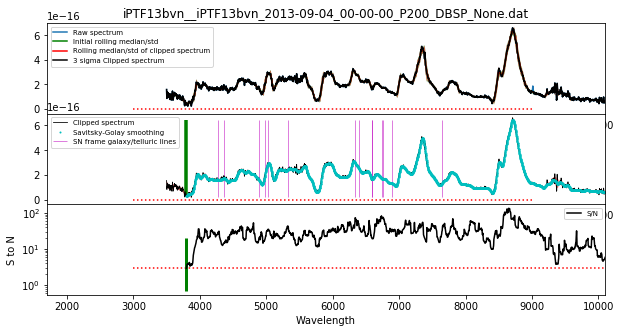 iPTF13bvn__iPTF13bvn_2013-09-04_00-00-00_P200_DBSP_None.dat
1e−16
6
4
2
0
Raw spectrum
Initial rolling median/std
Rolling median/std of clipped spectrum
3 sigma Clipped spectrum
1e−16
6
4
2
0
Clipped spectrum
Savitsky-Golay smoothing
SN frame galaxy/telluric lines
S to N
10²
10¹
10⁰
S/N
2000 3000 4000 5000 6000 7000 8000 9000 10000
Wavelength